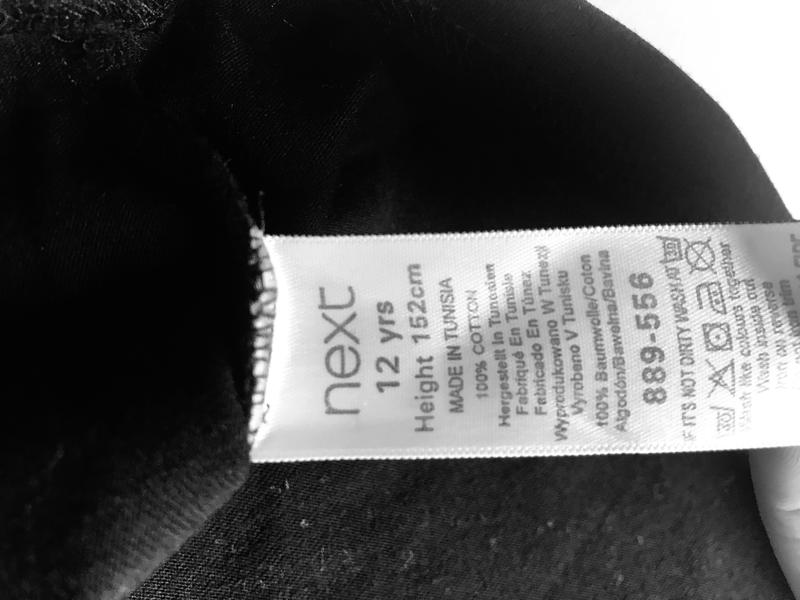 next
12 yrs
Height 152cm
MADE IN TUNISIA
100% COTTON
Hergestellt In Tunesien
Fabriqué En Tunisie
Fabricado En Túnez
Wyprodukowano W Tunezji
Vyrobeno V Tunisku
100% Baumwolle/Coton
Algodón/Bawełna/Bavlna
889-556
IF IT'S NOT DIRTY WASH AT 30
Wash like colours together
Wash inside out
Iron on reverse